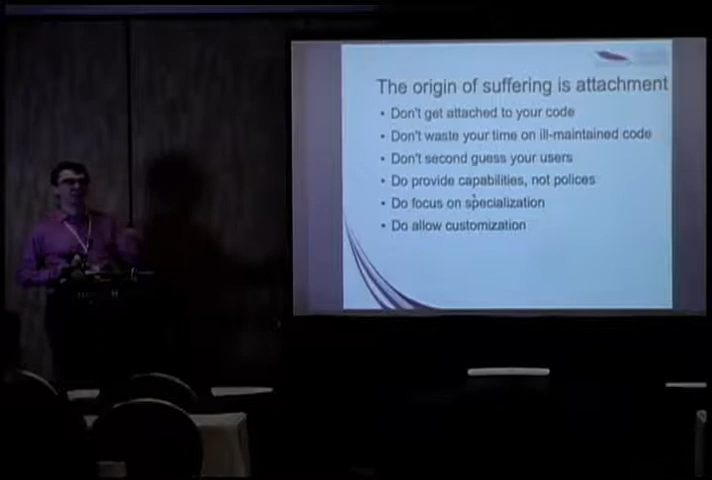 The origin of suffering is attachment
• Don't get attached to your code
• Don't waste your time on ill-maintained code
• Don't second guess your users
• Do provide capabilities, not polices
• Do focus on specialization
• Do allow customization